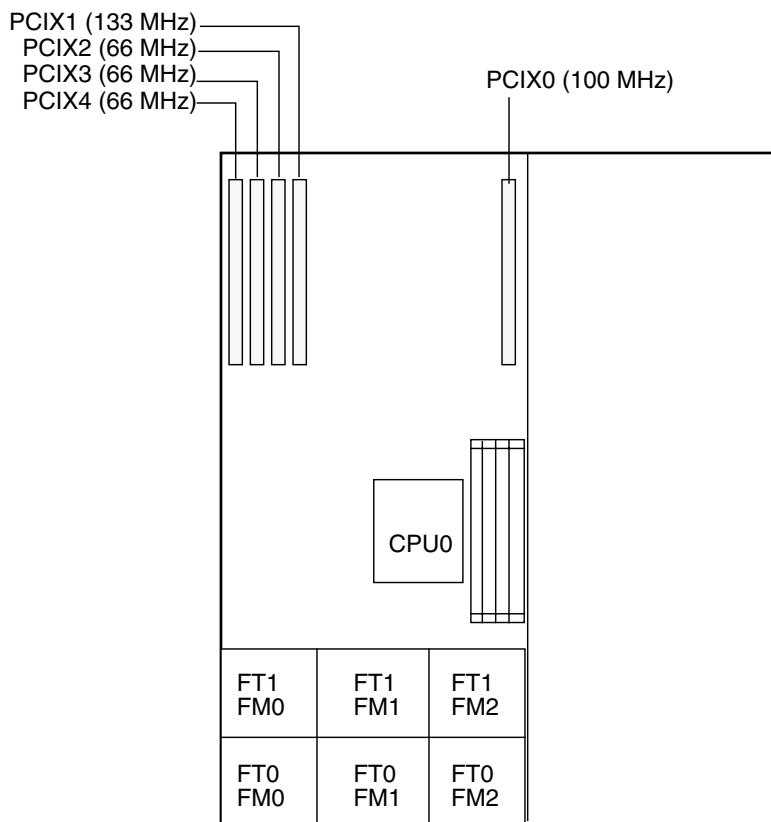 PCIX1 (133 MHz)
PCIX2 (66 MHz)
PCIX3 (66 MHz)
PCIX4 (66 MHz)
PCIX0 (100 MHz)
CPU0
FT1
FM0
FT1
FM1
FT1
FM2
FT0
FM0
FT0
FM1
FT0
FM2